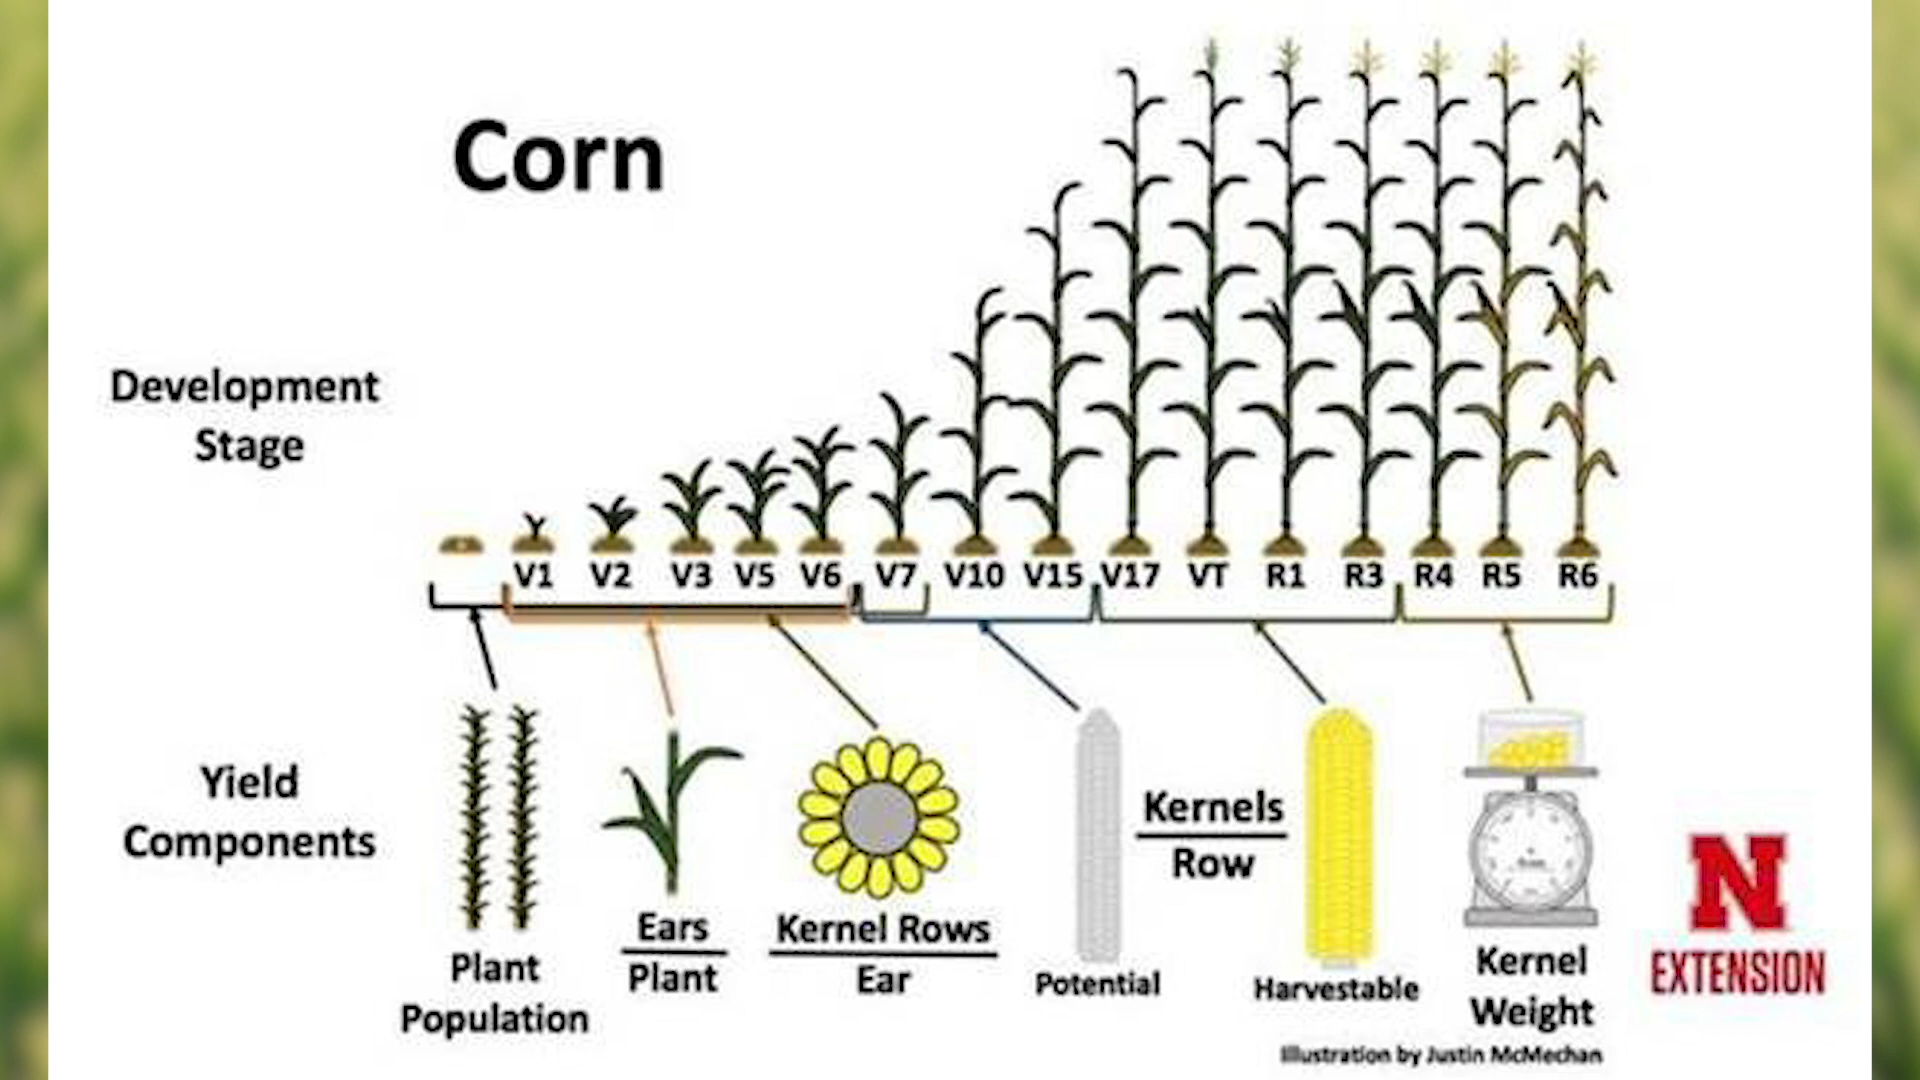 Corn
Development
Stage
V1 V2 V3 V5 V6 V7 V10 V15 V17 VT R1 R3 R4 R5 R6
Yield
Components
Plant
Population
Ears
Plant
Kernel Rows
Ear
Potential
Kernels
Row
Harvestable
Kernel
Weight
N
EXTENSION
Illustration by Justin McMechan